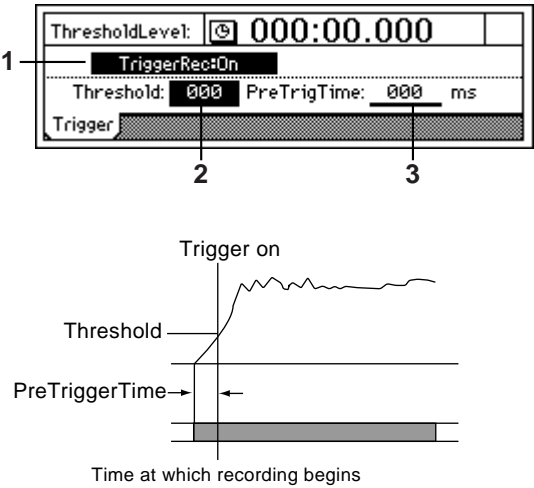 ThresholdLevel: 000:00.000
1
TriggerRec:On
Threshold: 000 PreTrigTime: 000 ms
Trigger
2 3
Trigger on
Threshold
PreTriggerTime
Time at which recording begins